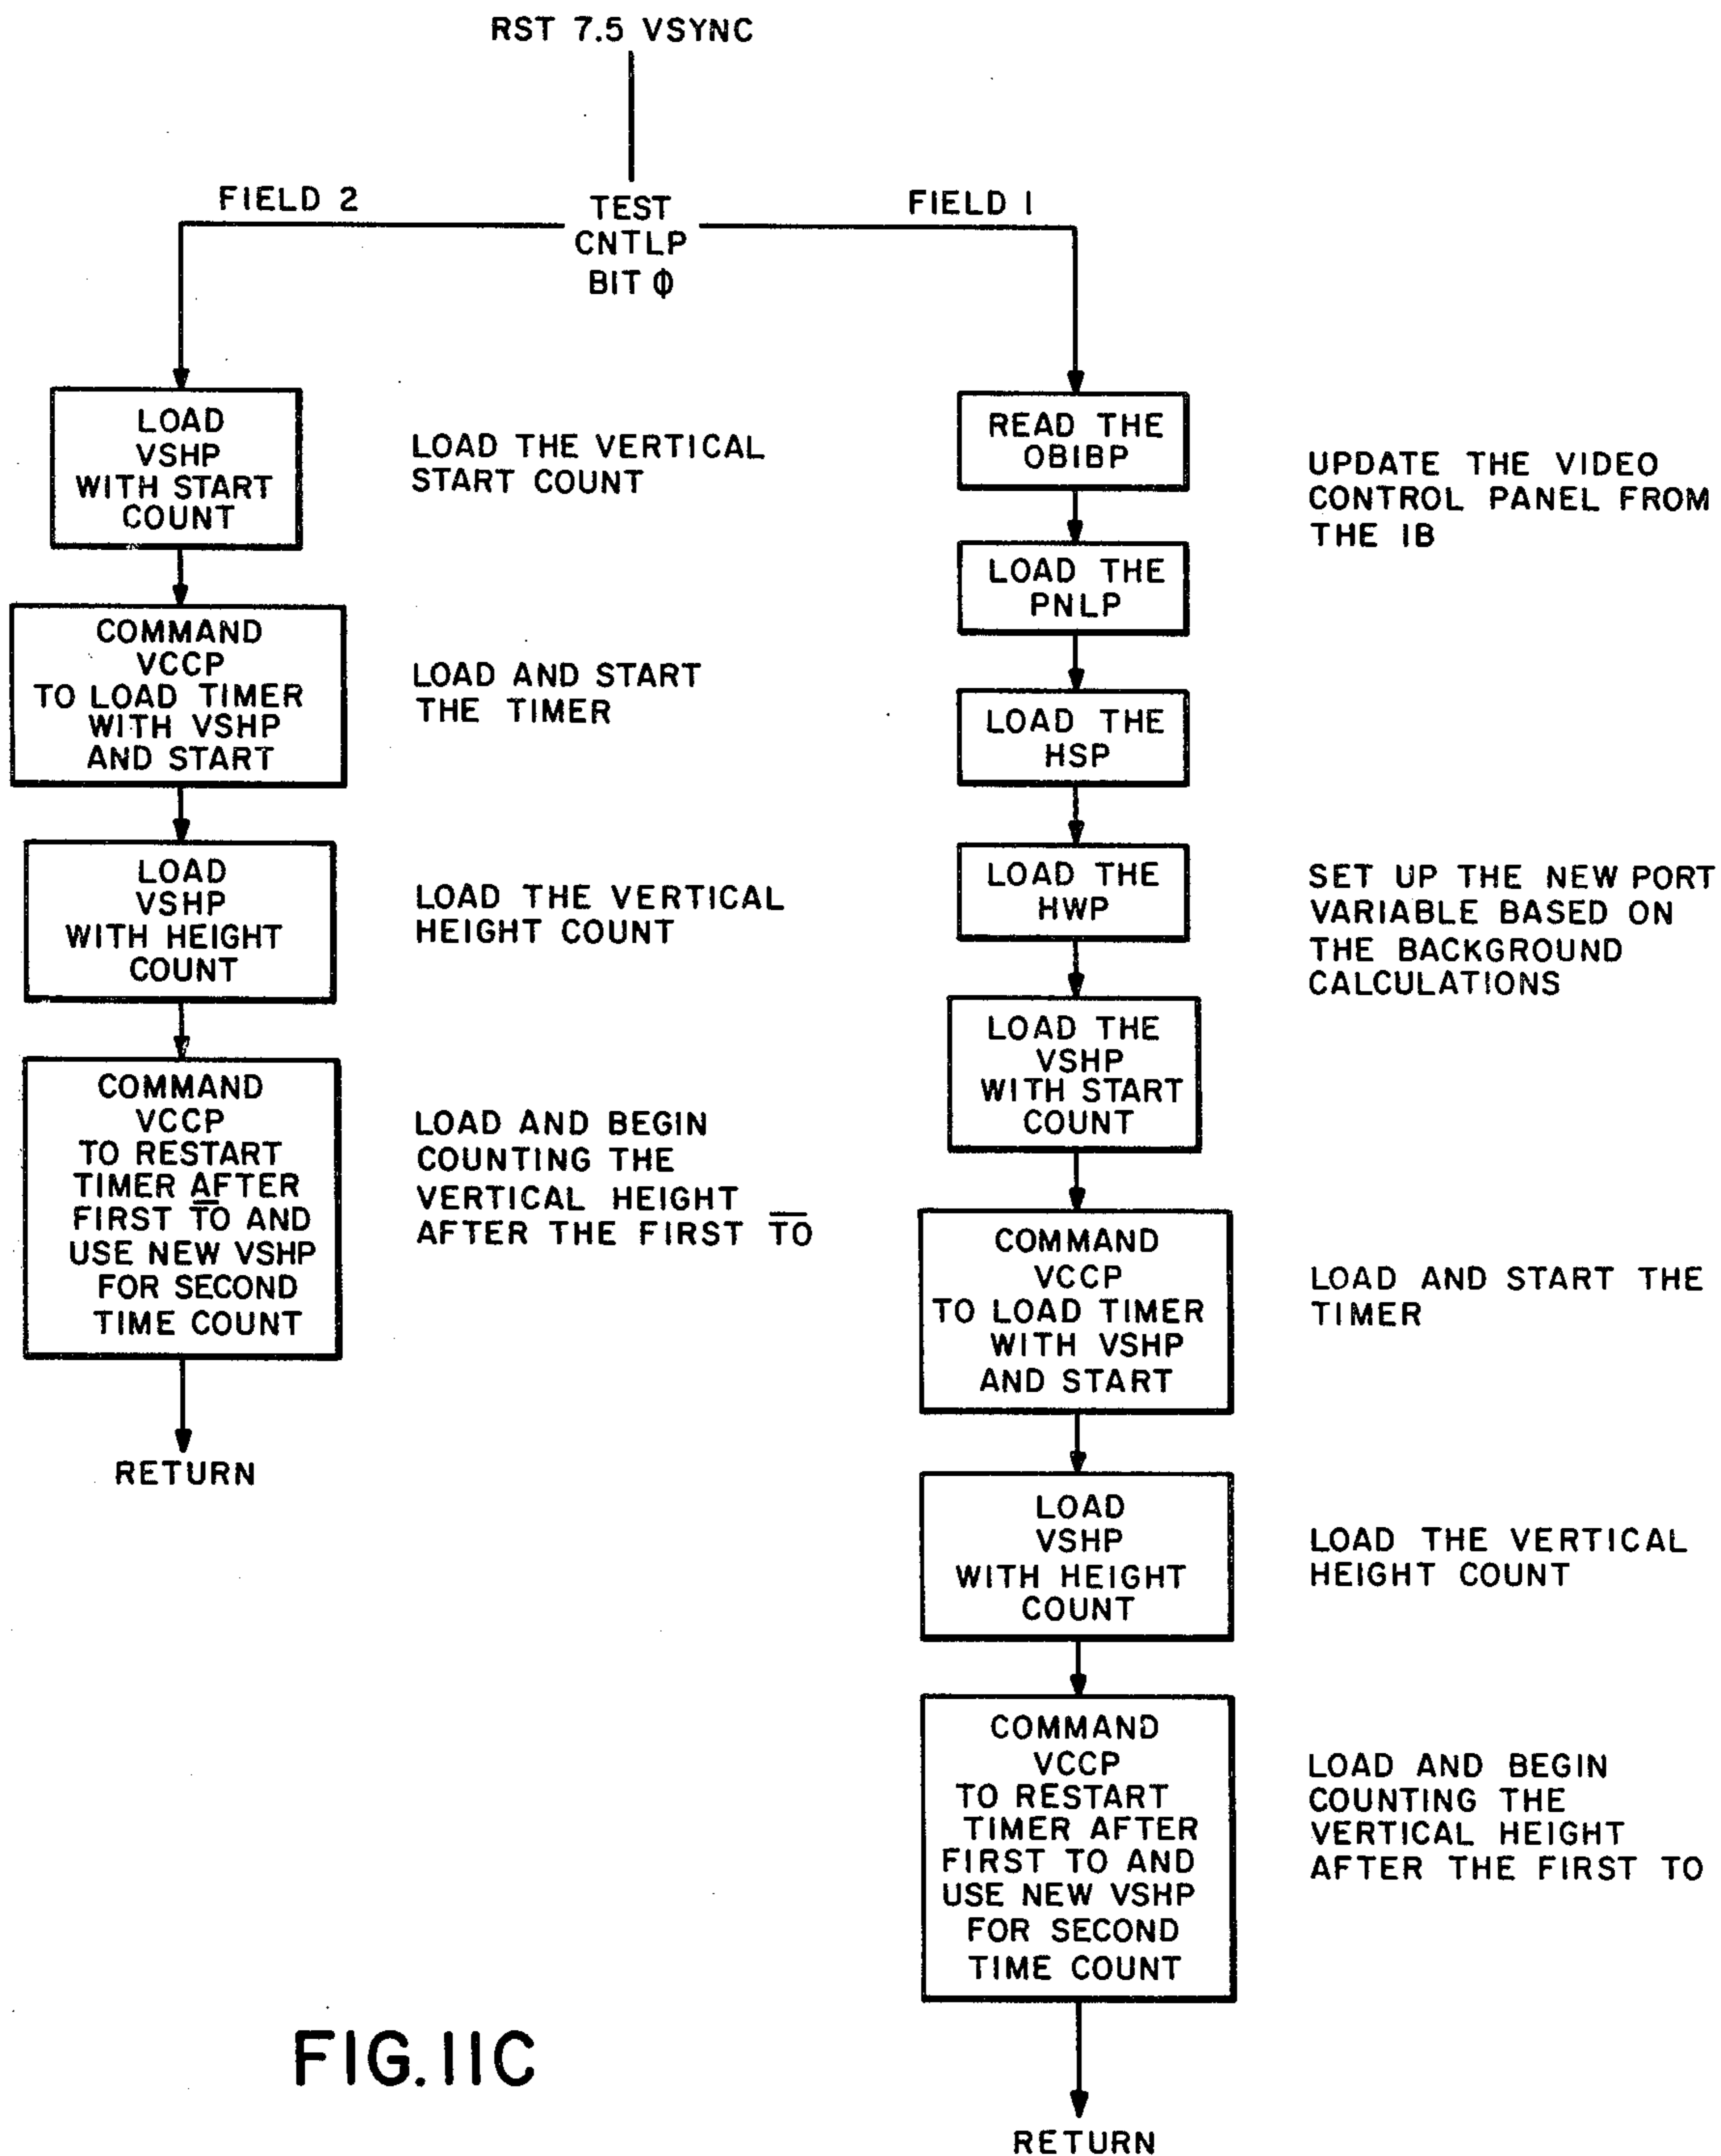 RST 7.5 VSYNC
FIELD 2
TEST
CNTLP
BIT ϕ
FIELD 1
LOAD
VSHP
WITH START
COUNT
LOAD THE VERTICAL
START COUNT
COMMAND
VCCP
TO LOAD TIMER
WITH VSHP
AND START
LOAD AND START
THE TIMER
LOAD
VSHP
WITH HEIGHT
COUNT
LOAD THE VERTICAL
HEIGHT COUNT
COMMAND
VCCP
TO RESTART
TIMER AFTER
FIRST T̅O̅ AND
USE NEW VSHP
FOR SECOND
TIME COUNT
LOAD AND BEGIN
COUNTING THE
VERTICAL HEIGHT
AFTER THE FIRST T̅O̅
RETURN
READ THE
OBIBP
UPDATE THE VIDEO
CONTROL PANEL FROM
THE IB
LOAD THE
PNLP
LOAD THE
HSP
LOAD THE
HWP
SET UP THE NEW PORT
VARIABLE BASED ON
THE BACKGROUND
CALCULATIONS
LOAD THE
VSHP
WITH START
COUNT
COMMAND
VCCP
TO LOAD TIMER
WITH VSHP
AND START
LOAD AND START THE
TIMER
LOAD
VSHP
WITH HEIGHT
COUNT
LOAD THE VERTICAL
HEIGHT COUNT
COMMAND
VCCP
TO RESTART
TIMER AFTER
FIRST TO AND
USE NEW VSHP
FOR SECOND
TIME COUNT
LOAD AND BEGIN
COUNTING THE
VERTICAL HEIGHT
AFTER THE FIRST TO
RETURN
FIG. 11C